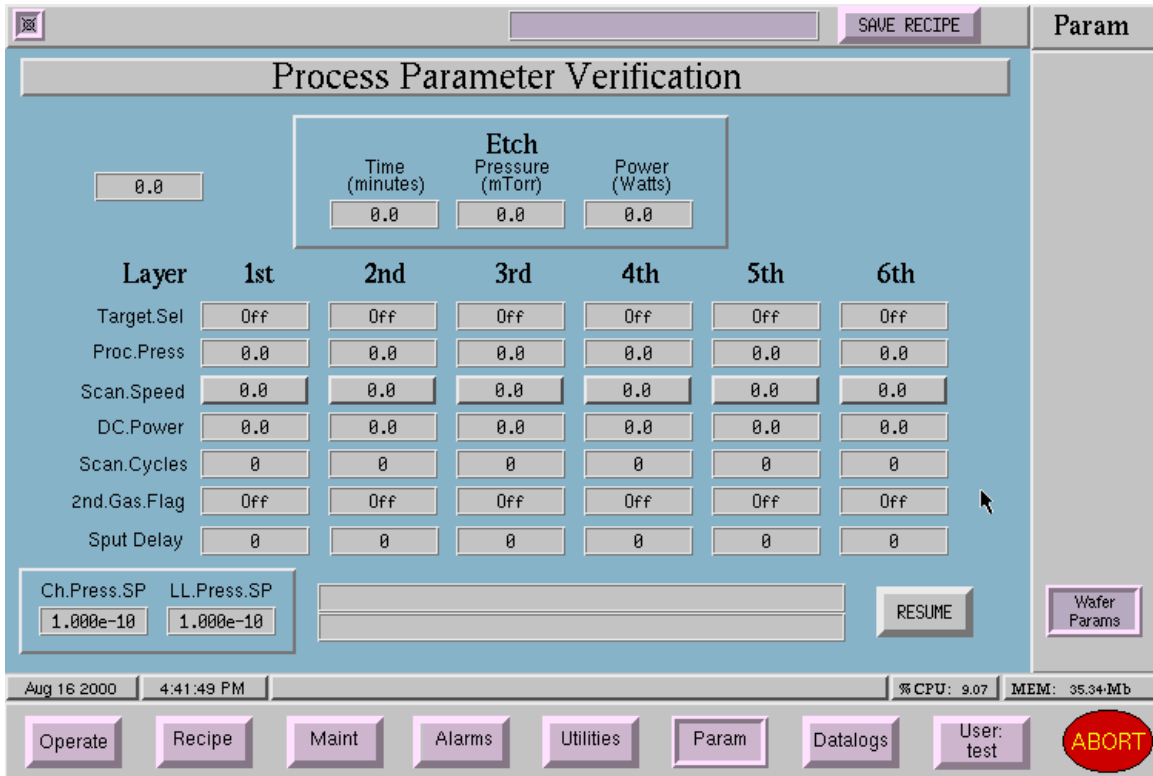 SAVE RECIPE
Param
Process Parameter Verification
Etch
Time (minutes)
Pressure (mTorr)
Power (Watts)
0.0
0.0 0.0 0.0
Layer 1st 2nd 3rd 4th 5th 6th
Target.Sel Off Off Off Off Off Off
Proc.Press 0.0 0.0 0.0 0.0 0.0 0.0
Scan.Speed 0.0 0.0 0.0 0.0 0.0 0.0
DC.Power 0.0 0.0 0.0 0.0 0.0 0.0
Scan.Cycles 0 0 0 0 0 0
2nd.Gas.Flag Off Off Off Off Off Off
Sput Delay 0 0 0 0 0 0
Ch.Press.SP LL.Press.SP
1.000e-10 1.000e-10
RESUME
Wafer
Params
Aug 16 2000 4:41:49 PM %CPU: 9.07 MEM: 35.34 Mb
Operate Recipe Maint Alarms Utilities Param Datalogs User: test ABORT